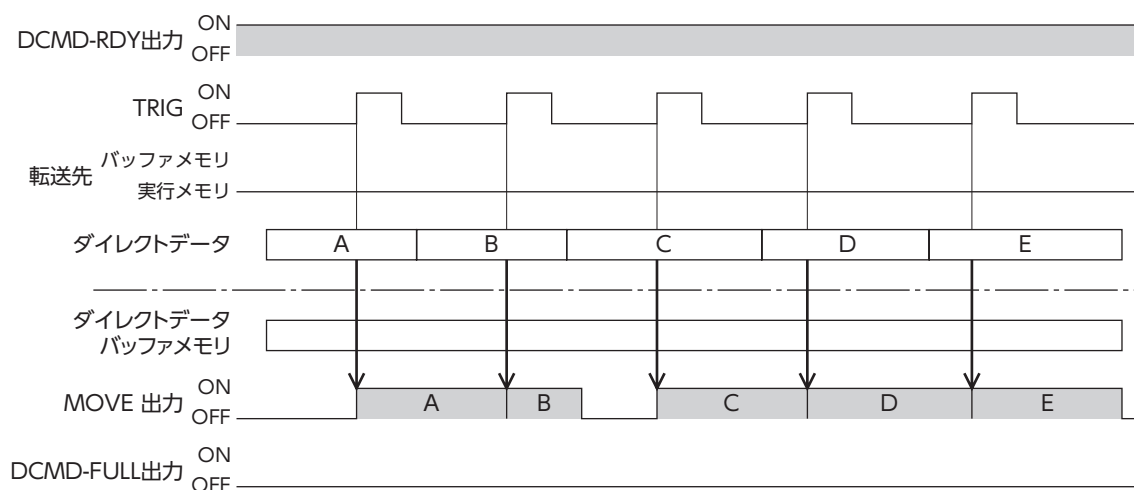 ON
DCMD-RDY出力
OFF
ON
TRIG
OFF
バッファメモリ
転送先
実行メモリ
ダイレクトデータ A B C D E
ダイレクトデータ
バッファメモリ
ON
MOVE 出力 A B C D E
OFF
ON
DCMD-FULL出力
OFF